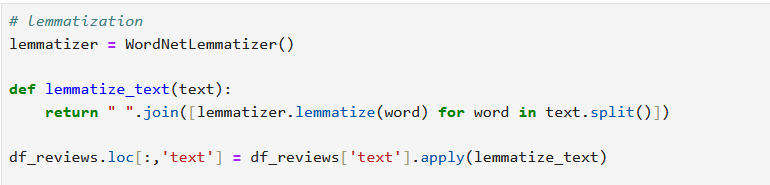 # lemmatization
lemmatizer = WordNetLemmatizer()
def lemmatize_text(text):
    return " ".join([lemmatizer.lemmatize(word) for word in text.split()])
df_reviews.loc[:,'text'] = df_reviews['text'].apply(lemmatize_text)